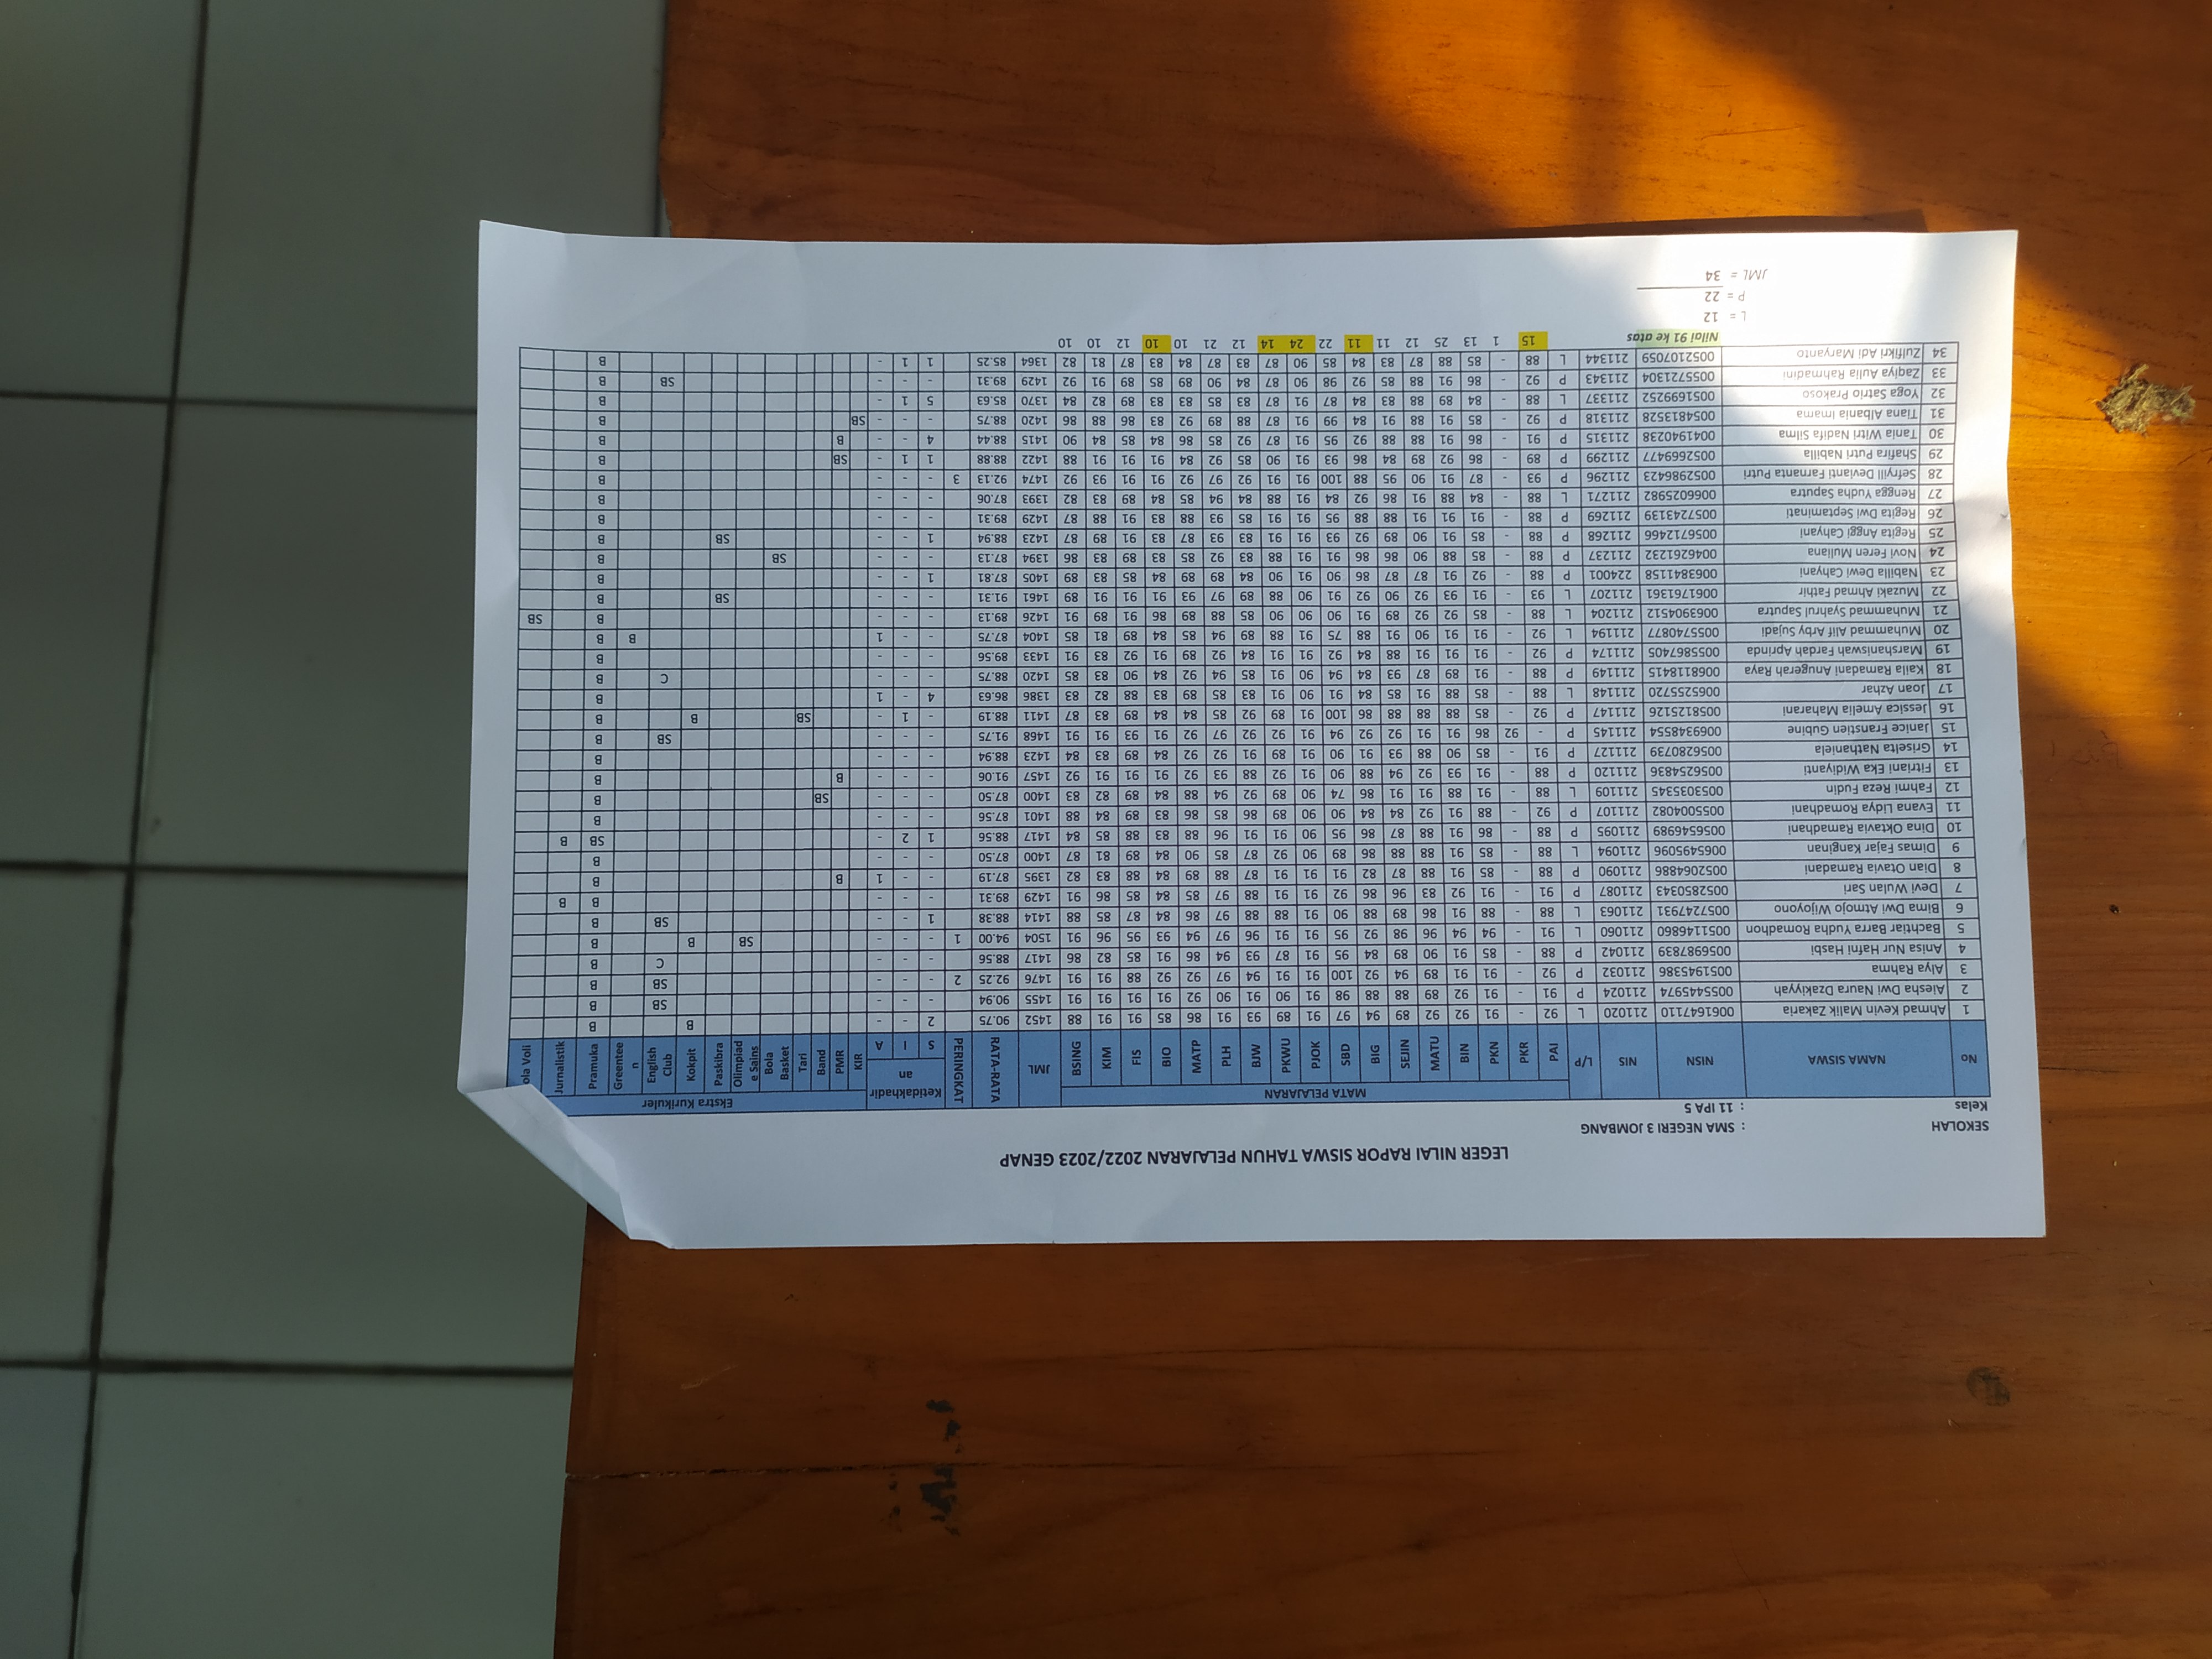 LEGER NILAI RAPOR SISWA TAHUN PELAJARAN 2022/2023 GENAP
SEKOLAH : SMA NEGERI 3 JOMBANG
Kelas : 11 IPA 5
No NAMA SISWA NISN NIS L/P MATA PELAJARAN JML RATA-RATA PERINGKAT Ketidakhadiran Ekstra Kurikuler
PAI PKR PKN BIN MATU SEJIN BIG SBD PJOK PKWU BJW PLH MATP BIO FIS KIM BSING S I A KIR PMR Band Tari Bola Basket Olimpiade Sains Paskibra Kokpit English Club Greenteen Pramuka Jurnalistik ola Voli
1 Ahmad Kevin Malik Zakaria 0061647110 211020 L 92 - 91 92 92 89 94 97 91 89 93 91 86 85 91 91 88 1452 90.75 2 - - B B
2 Aiesha Dwi Naura Dzakiyyah 0055445974 211024 P 91 - 91 92 89 88 88 98 91 90 91 90 92 91 91 91 91 1455 90.94 - - - SB B
3 Alya Rahma 0051945386 211032 P 92 - 91 91 89 94 92 100 91 91 94 97 92 92 88 91 91 1476 92.25 2 - - - SB B
4 Anisa Nur Hafni Hasbi 0056987839 211042 P 88 - 85 91 90 89 84 95 91 87 93 94 86 91 85 82 86 1417 88.56 - - - C B
5 Bachtiar Barra Yudha Romadhon 0051146860 211060 L 91 - 94 94 96 98 92 95 91 91 96 97 94 93 95 96 91 1504 94.00 1 - - - SB B B
6 Bima Dwi Atmojo Wijoyono 0057247931 211063 L 88 - 88 91 86 89 88 90 91 88 88 97 86 84 87 85 88 1414 88.38 1 - - SB B
7 Devi Wulan Sari 0052850343 211087 P 91 - 91 92 83 96 86 92 91 91 88 97 85 84 85 86 91 1429 89.31 - - - B B
8 Dian Otavia Ramadani 0052064886 211090 P 88 - 85 91 88 87 82 91 91 91 87 88 89 84 88 83 82 1395 87.19 - - 1 B B
9 Dimas Fajar Kanginan 0065495096 211094 L 88 - 85 91 88 88 86 89 90 92 87 85 90 84 89 81 87 1400 87.50 - - - B
10 Dina Oktavia Ramadhani 0056546989 211095 P 88 - 86 91 88 87 86 95 90 91 91 96 88 83 88 85 84 1417 88.56 1 2 - SB B
11 Evana Lidya Romadhani 0055004082 211107 P 92 - 88 91 92 84 84 90 90 89 86 85 86 83 89 84 88 1401 87.56 - - - B
12 Fahmi Reza Fudin 0053035345 211109 L 88 - 91 88 91 91 86 74 90 89 92 94 88 84 89 82 83 1400 87.50 - - - SB B
13 Fitriani Eka Widiyanti 0056254836 211120 P 88 - 91 93 92 94 88 90 91 92 88 93 92 91 91 91 92 1457 91.06 - - - B B
14 Griselta Nathaniela 0056280739 211127 P 91 - 85 90 88 93 91 90 91 89 91 92 92 84 89 83 84 1423 88.94 - - - B
15 Janice Franstien Gubine 0069348554 211145 P - 92 86 91 91 92 92 94 91 92 92 97 92 91 93 91 91 1468 91.75 - - - SB B
16 Jessica Amelia Maharani 0058125126 211147 P 92 - 85 88 88 88 86 100 91 89 92 85 84 84 89 83 87 1411 88.19 - 1 - SB B B
17 Joan Azhar 0065255720 211148 L 88 - 85 88 91 85 84 91 90 91 83 89 85 83 88 82 83 1386 86.63 4 - 1 B
18 Kaila Ramadani Anugerah Raya 0068118415 211149 P 88 - 91 89 87 93 84 94 90 91 85 94 92 84 90 83 85 1420 88.75 - - - C B
19 Marshaniswah Fardah Aprinda 0055867405 211174 P 92 - 91 91 91 88 84 92 91 91 84 92 89 91 92 83 91 1433 89.56 - - - B
20 Muhammad Alif Arby Sujadi 0055740877 211194 L 92 - 91 91 90 91 88 75 91 88 89 94 85 84 89 81 85 1404 87.75 - - 1 B B
21 Muhammad Syahrul Saputra 0063904512 211204 L 88 - 85 92 92 89 91 90 90 90 85 88 89 86 91 89 91 1426 89.13 - - - B SB
22 Muzaki Ahmad Fathir 0061761361 211207 L 93 - 91 93 92 90 92 91 90 88 89 97 93 91 91 91 89 1461 91.31 - - - SB B
23 Nabilla Dewi Cahyani 0063841158 224001 P 88 - 92 91 87 87 86 90 91 90 84 89 89 84 85 83 89 1405 87.81 1 - - B
24 Novi Feren Muliana 0046261232 211237 P 88 - 85 88 90 86 86 91 91 88 83 92 85 83 89 83 86 1394 87.13 - - - SB B
25 Regita Anggi Cahyani 0056712466 211268 P 88 - 85 91 90 89 92 93 91 91 83 93 87 83 91 89 87 1423 88.94 1 - - SB B
26 Regita Dwi Septaminati 0057243139 211269 P 88 - 91 91 91 91 88 88 95 91 91 85 93 88 83 91 88 87 1429 89.31 - - - B
27 Rengga Yudha Saputra 0066025982 211271 L 88 - 84 88 91 86 92 84 91 88 84 94 85 84 89 83 82 1393 87.06 - - - B
28 Sefryill Devianti Farnanta Putri 0052986423 211296 P 93 - 87 91 90 95 88 100 91 91 92 97 92 91 91 93 92 1474 92.13 3 - - - B
29 Shafira Putri Nabilla 0052669477 211299 P 89 - 86 92 89 84 86 93 91 90 85 92 84 91 91 91 88 1422 88.88 1 1 - SB B
30 Tania Witri Nadifa Silma 0041940238 211315 P 91 - 86 91 88 88 92 95 91 87 92 85 86 84 85 84 90 1415 88.44 4 - - B B
31 Tiana Albania Imama 0054813528 211318 P 92 - 85 91 88 91 84 99 91 87 88 89 92 83 86 88 86 1420 88.75 - - - SB B
32 Yoga Satrio Prakoso 0051699252 211337 L 88 - 84 89 88 83 84 87 91 87 83 85 83 83 89 82 84 1370 85.63 5 1 - B
33 Zaqiya Aulia Rahmadini 0055721304 211343 P 92 - 86 91 88 85 92 98 90 87 84 90 89 85 89 91 92 1429 89.31 - - - SB B
34 Zulfikri Adi Maryanto 0052107059 211344 L 88 - 85 88 87 83 84 85 90 87 83 87 84 83 87 81 82 1364 85.25 1 1 - B
Nilai 91 ke atas 15 1 13 25 12 11 11 22 24 14 12 21 10 10 12 10 10
L = 12
P = 22
JML = 34